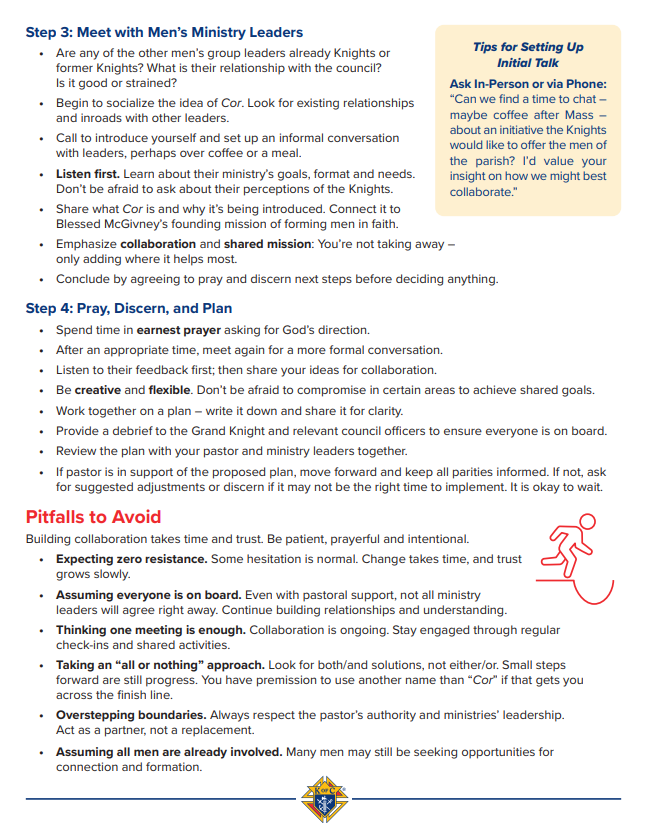 Step 3: Meet with Men's Ministry Leaders
• Are any of the other men's group leaders already Knights or
former Knights? What is their relationship with the council?
Is it good or strained?
• Begin to socialize the idea of Cor. Look for existing relationships
and inroads with other leaders.
• Call to introduce yourself and set up an informal conversation
with leaders, perhaps over coffee or a meal.
• Listen first. Learn about their ministry's goals, format and needs.
Don't be afraid to ask about their perceptions of the Knights.
• Share what Cor is and why it's being introduced. Connect it to
Blessed McGivney's founding mission of forming men in faith.
• Emphasize collaboration and shared mission: You're not taking away –
only adding where it helps most.
• Conclude by agreeing to pray and discern next steps before deciding anything.
Tips for Setting Up
Initial Talk
Ask In-Person or via Phone:
“Can we find a time to chat –
maybe coffee after Mass –
about an initiative the Knights
would like to offer the men of
the parish? I'd value your
insight on how we might best
collaborate.”
Step 4: Pray, Discern, and Plan
• Spend time in earnest prayer asking for God's direction.
• After an appropriate time, meet again for a more formal conversation.
• Listen to their feedback first; then share your ideas for collaboration.
• Be creative and flexible. Don't be afraid to compromise in certain areas to achieve shared goals.
• Work together on a plan – write it down and share it for clarity.
• Provide a debrief to the Grand Knight and relevant council officers to ensure everyone is on board.
• Review the plan with your pastor and ministry leaders together.
• If pastor is in support of the proposed plan, move forward and keep all parities informed. If not, ask
for suggested adjustments or discern if it may not be the right time to implement. It is okay to wait.
Pitfalls to Avoid
Building collaboration takes time and trust. Be patient, prayerful and intentional.
• Expecting zero resistance. Some hesitation is normal. Change takes time, and trust
grows slowly.
• Assuming everyone is on board. Even with pastoral support, not all ministry
leaders will agree right away. Continue building relationships and understanding.
• Thinking one meeting is enough. Collaboration is ongoing. Stay engaged through regular
check-ins and shared activities.
• Taking an “all or nothing” approach. Look for both/and solutions, not either/or. Small steps
forward are still progress. You have premission to use another name than “Cor” if that gets you
across the finish line.
• Overstepping boundaries. Always respect the pastor's authority and ministries' leadership.
Act as a partner, not a replacement.
• Assuming all men are already involved. Many men may still be seeking opportunities for
connection and formation.
K OF C